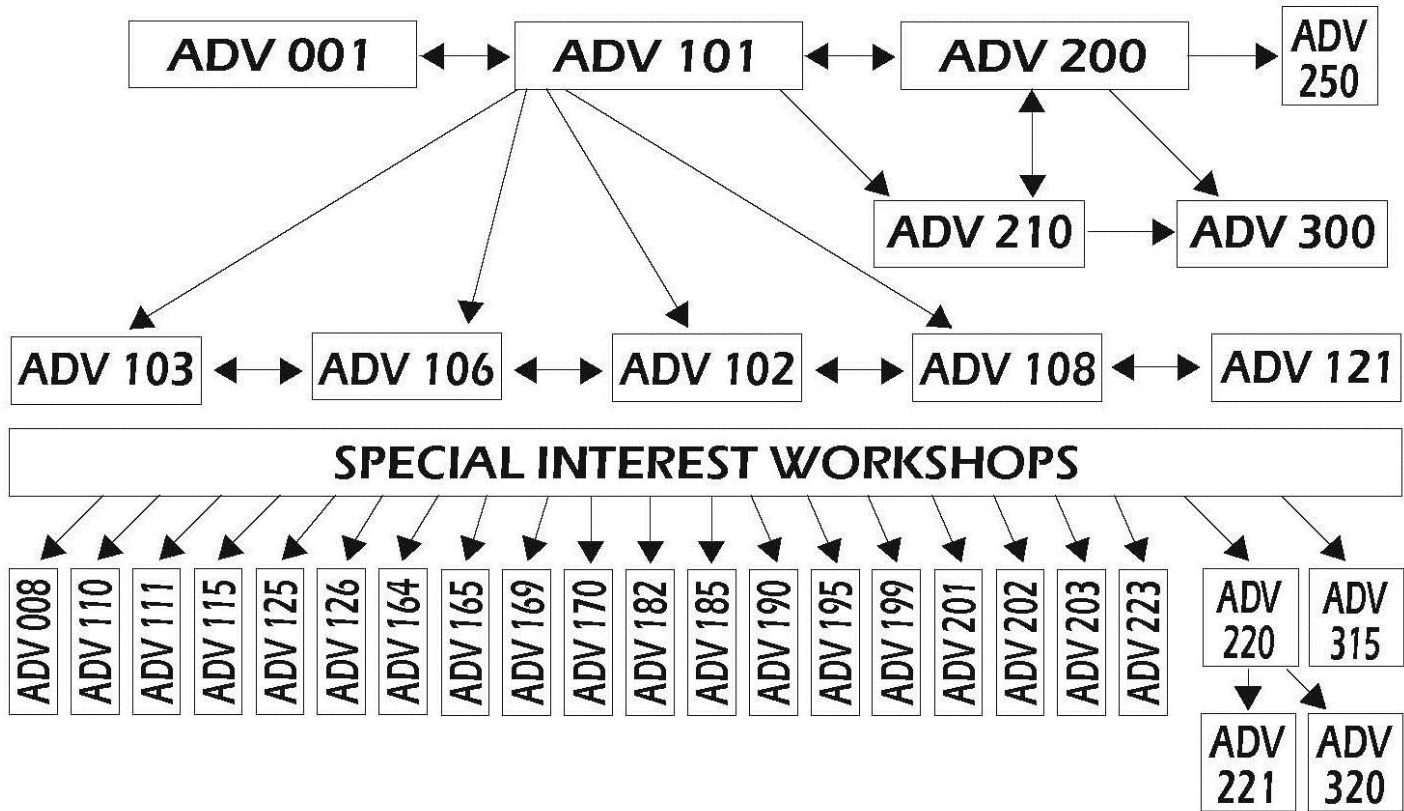 ADV 001
ADV 101
ADV 200
ADV
250
ADV 210
ADV 300
ADV 103
ADV 106
ADV 102
ADV 108
ADV 121
SPECIAL INTEREST WORKSHOPS
ADV 008
ADV 110
ADV 111
ADV 115
ADV 125
ADV 126
ADV 164
ADV 165
ADV 169
ADV 170
ADV 182
ADV 185
ADV 190
ADV 195
ADV 199
ADV 201
ADV 202
ADV 203
ADV 223
ADV
220
ADV
315
ADV
221
ADV
320